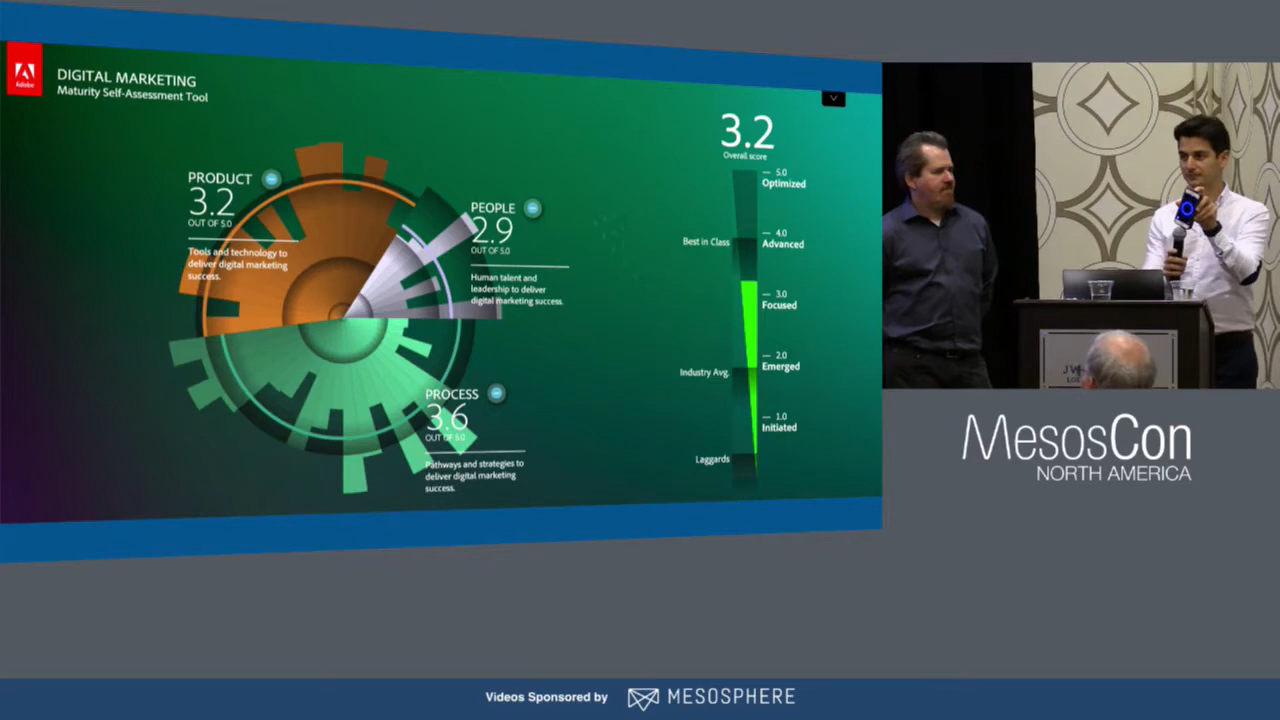 Adobe
DIGITAL MARKETING
Maturity Self-Assessment Tool
PRODUCT
3.2
OUT OF 5.0
Tools and technology to
deliver digital marketing
success.
PEOPLE
2.9
OUT OF 5.0
Human talent and
leadership to deliver
digital marketing success.
PROCESS
3.6
OUT OF 5.0
Pathways and strategies to
deliver digital marketing
success.
3.2
Overall score
5.0
Optimized
Best in Class
4.0
Advanced
3.0
Focused
2.0
Emerged
Industry Avg.
1.0
Initiated
Laggards
MesosCon
NORTH AMERICA
Videos Sponsored by
MESOSPHERE